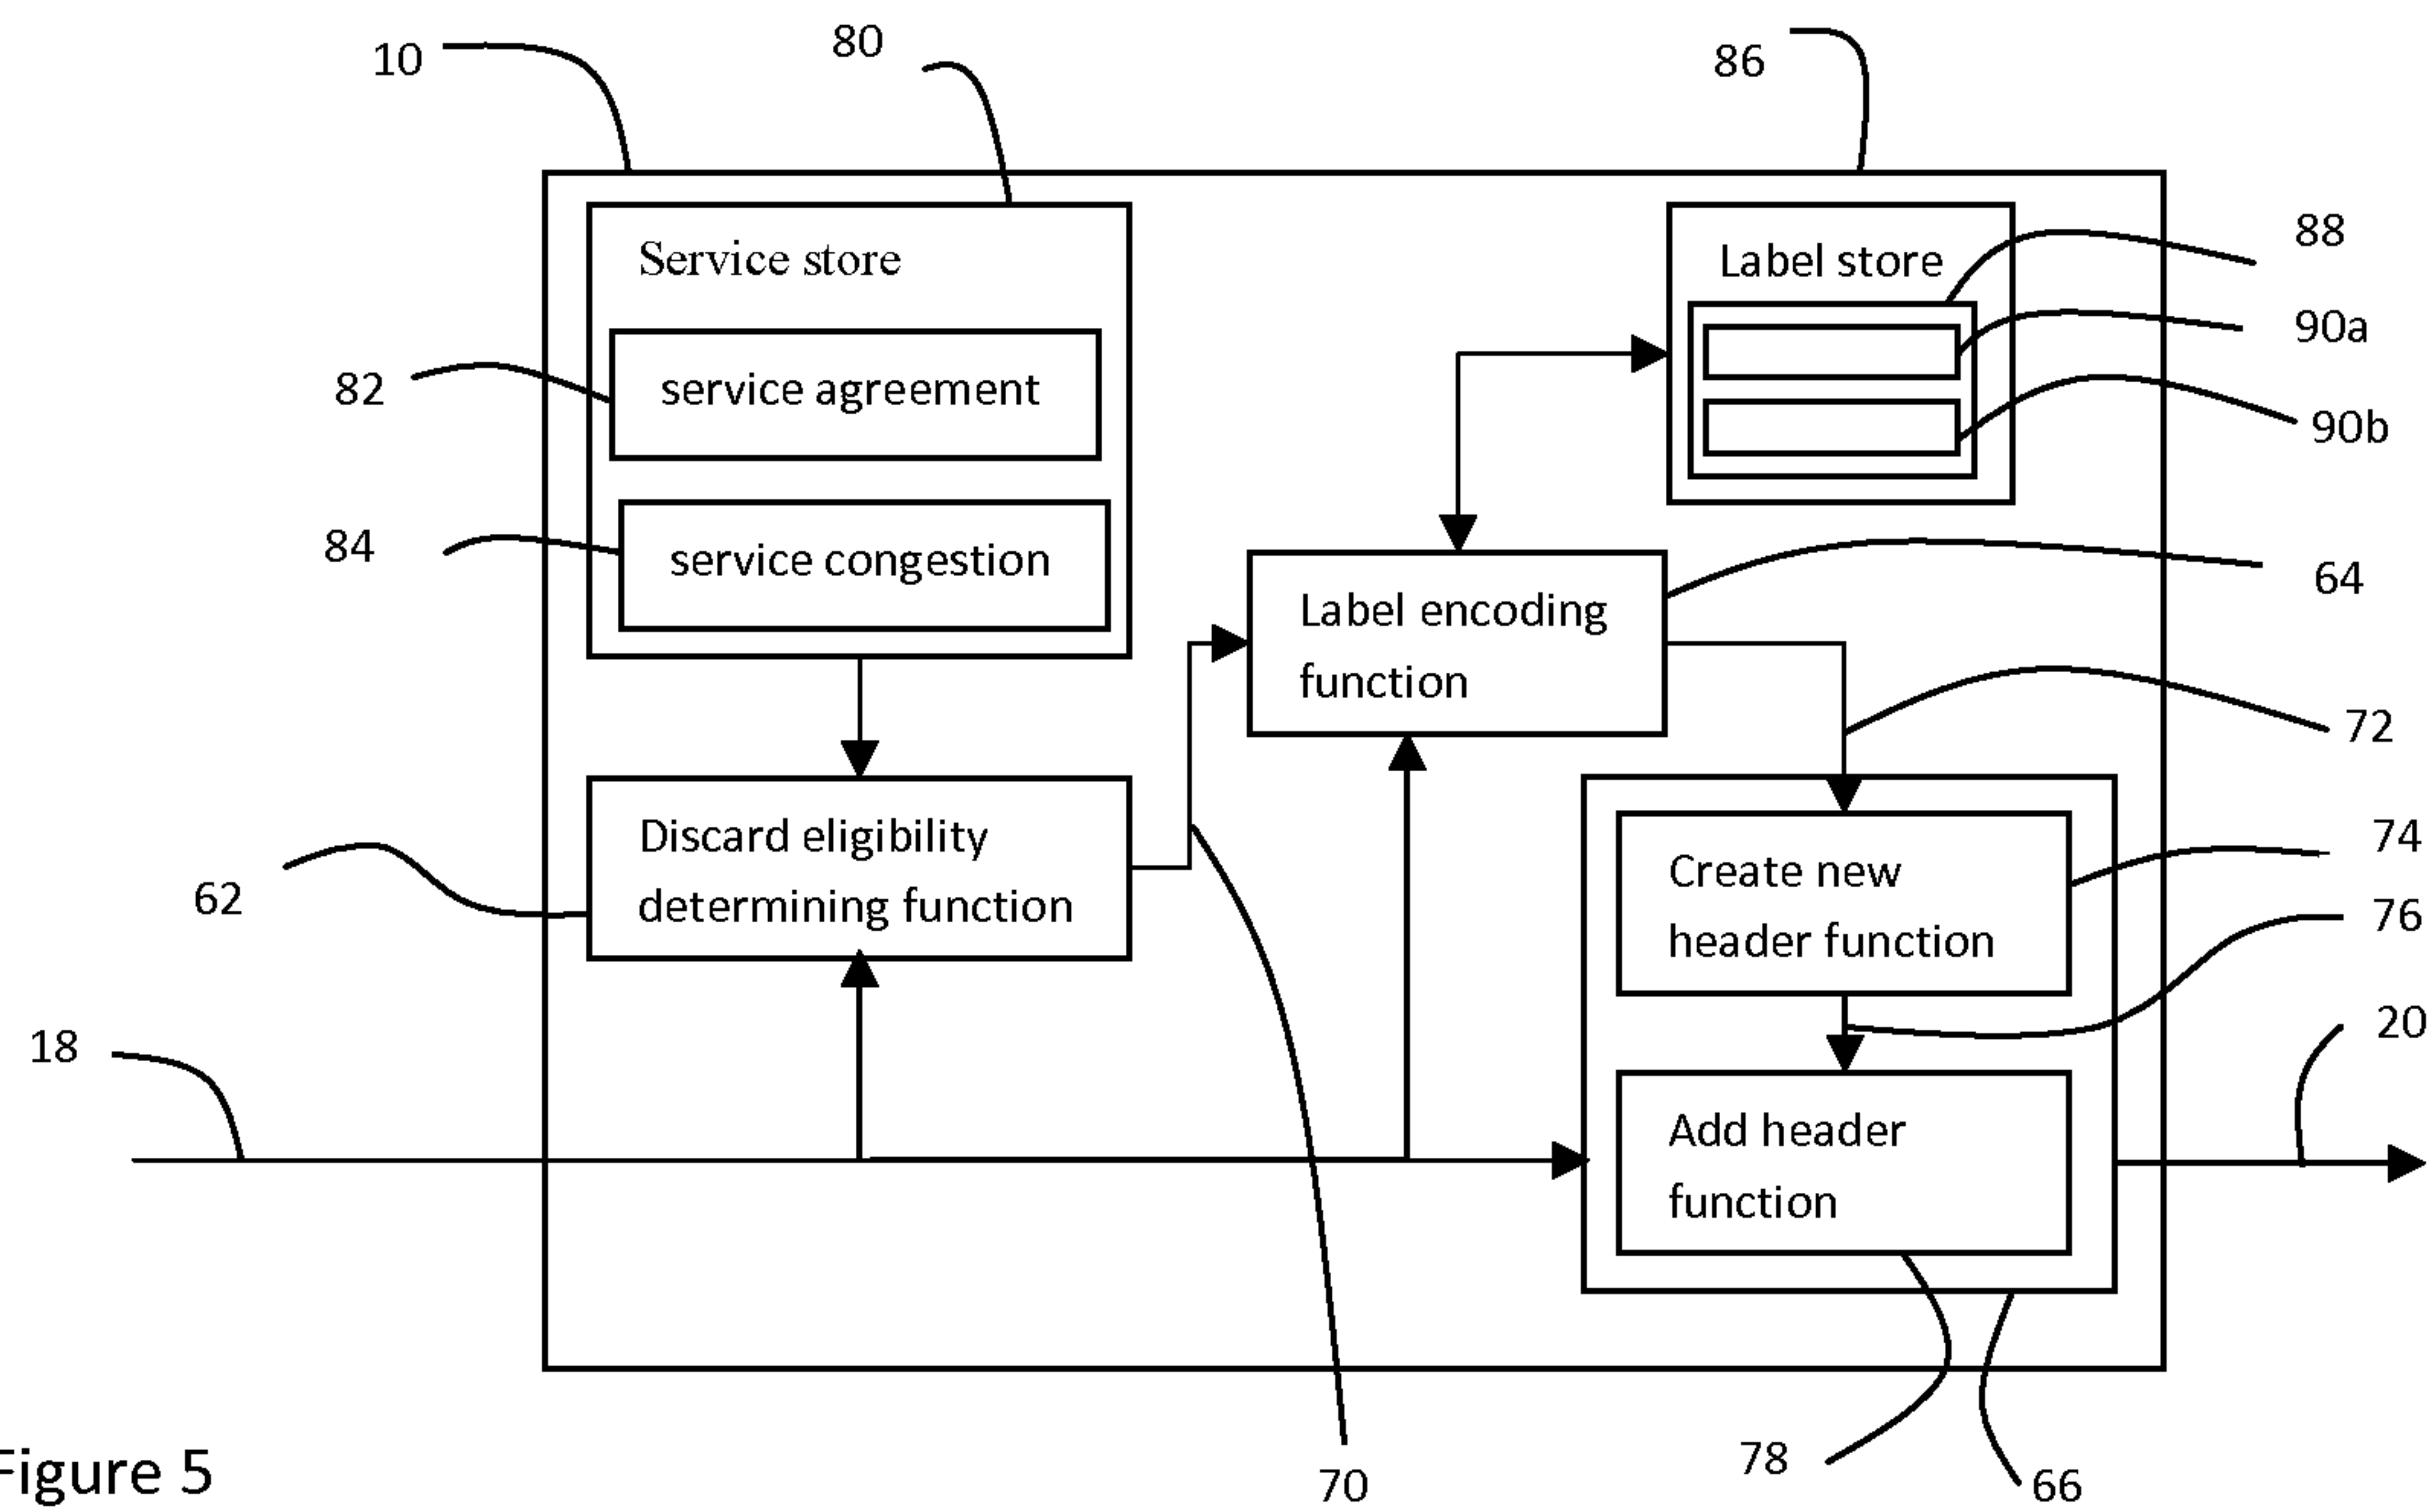 10
80
86
Service store
Label store
88
90a
90b
82
service agreement
84
service congestion
64
Label encoding
function
72
Discard eligibility
determining function
62
Create new
header function
74
76
18
20
Add header
function
Figure 5
70
78
66